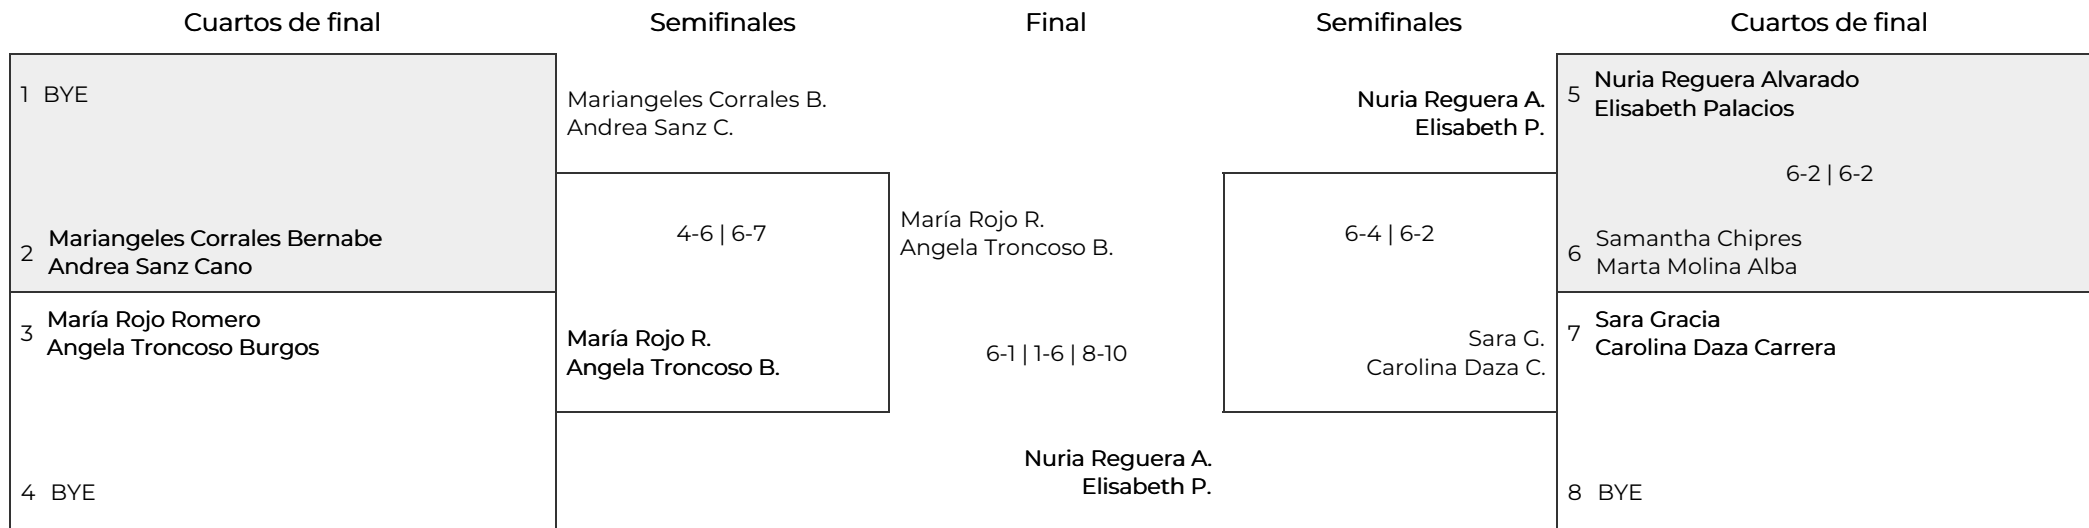 Cuartos de final
Semifinales
Final
Semifinales
Cuartos de final
1 BYE
2 Mariangeles Corrales Bernabe
Andrea Sanz Cano
3 María Rojo Romero
Angela Troncoso Burgos
4 BYE
Mariangeles Corrales B.
Andrea Sanz C.
4-6 | 6-7
María Rojo R.
Angela Troncoso B.
María Rojo R.
Angela Troncoso B.
6-1 | 1-6 | 8-10
Nuria Reguera A.
Elisabeth P.
Nuria Reguera A.
Elisabeth P.
6-4 | 6-2
Sara G.
Carolina Daza C.
5 Nuria Reguera Alvarado
Elisabeth Palacios
6-2 | 6-2
6 Samantha Chipres
Marta Molina Alba
7 Sara Gracia
Carolina Daza Carrera
8 BYE